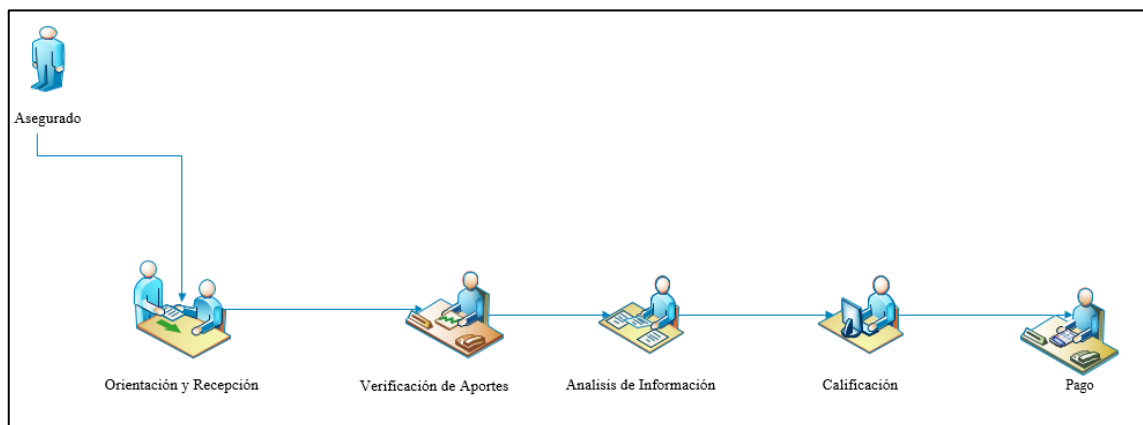 Asegurado
Orientación y Recepción
Verificación de Aportes
Analisis de Información
Calificación
Pago